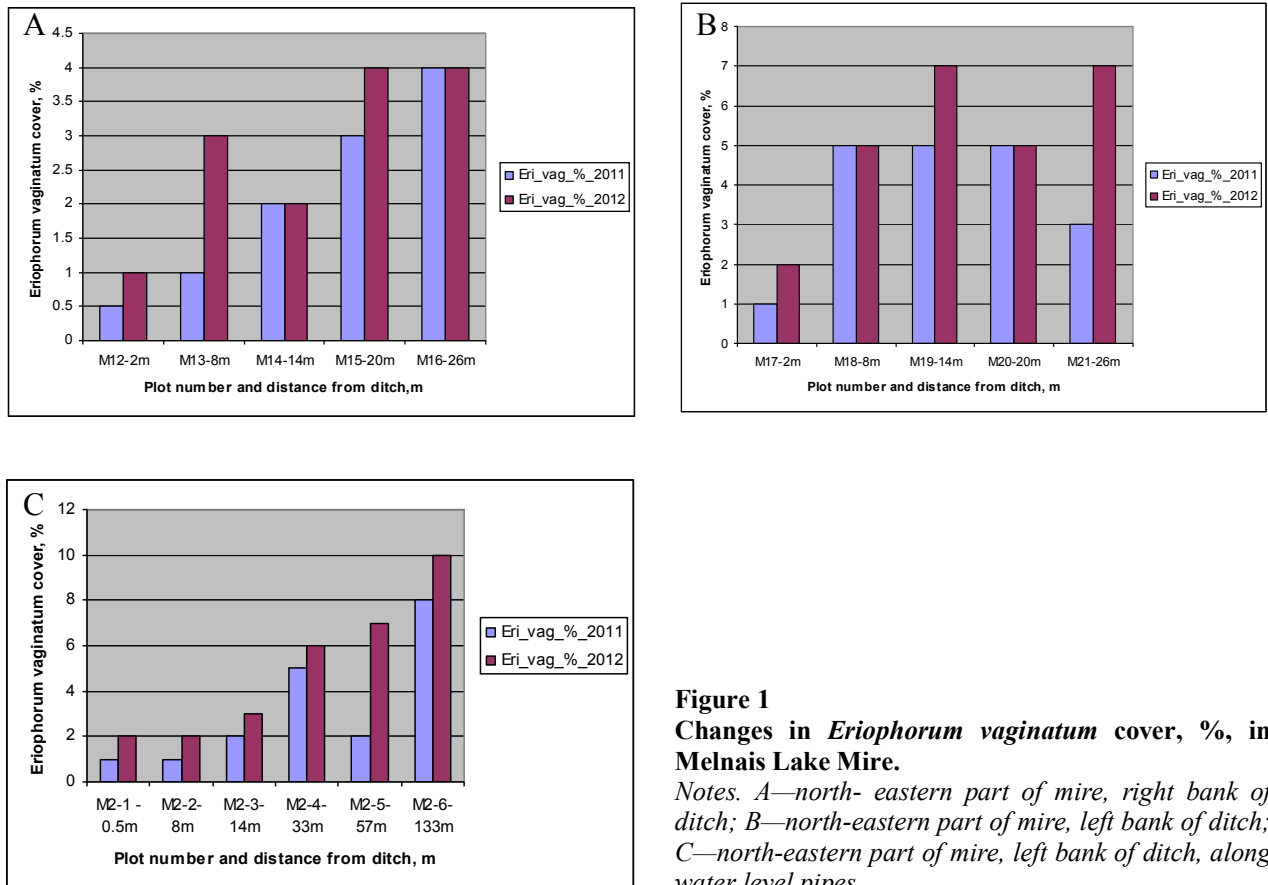 A
4.5
4
3.5
3
2.5
2
1.5
1
0.5
0
Eriophorum vaginatum cover, %
M12-2m M13-8m M14-14m M15-20m M16-26m
Plot number and distance from ditch,m
Eri_vag_%_2011
Eri_vag_%_2012
B
8
7
6
5
4
3
2
1
0
Eriophorum vaginatum cover, %
M17-2m M18-8m M19-14m M20-20m M21-26m
Plot number and distance from ditch, m
Eri_vag_%_2011
Eri_vag_%_2012
C
12
10
8
6
4
2
0
Eriophorum vaginatum cover, %
M2-1 - M2-2- M2-3- M2-4- M2-5- M2-6-
0.5m 8m 14m 33m 57m 133m
Plot number and distance from ditch, m
Eri_vag_%_2011
Eri_vag_%_2012
Figure 1
Changes in Eriophorum vaginatum cover, %, in
Melnais Lake Mire.
Notes. A—north- eastern part of mire, right bank of
ditch; B—north-eastern part of mire, left bank of ditch;
C—north-eastern part of mire, left bank of ditch, along
water level pipes